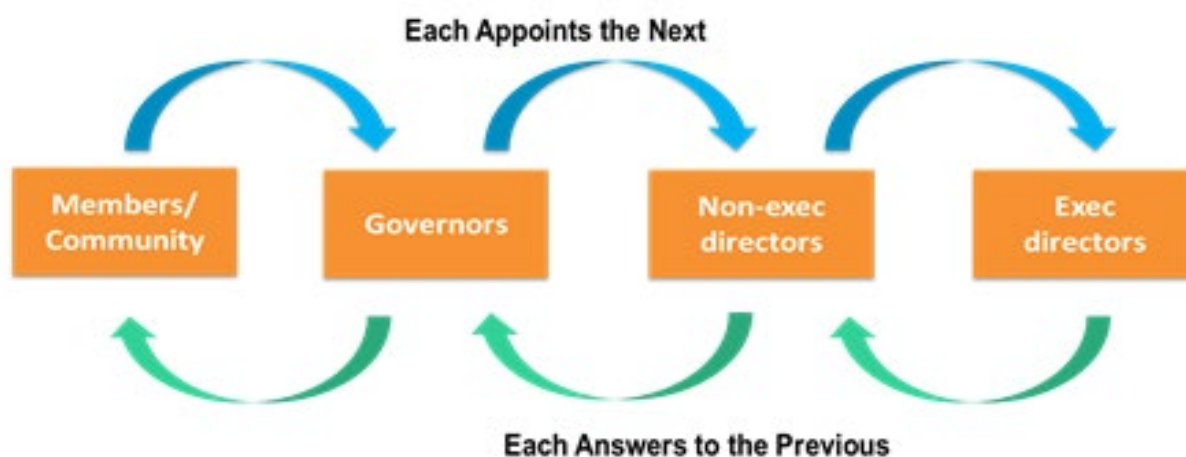 Each Appoints the Next
Members/
Community
Governors
Non-exec
directors
Exec
directors
Each Answers to the Previous